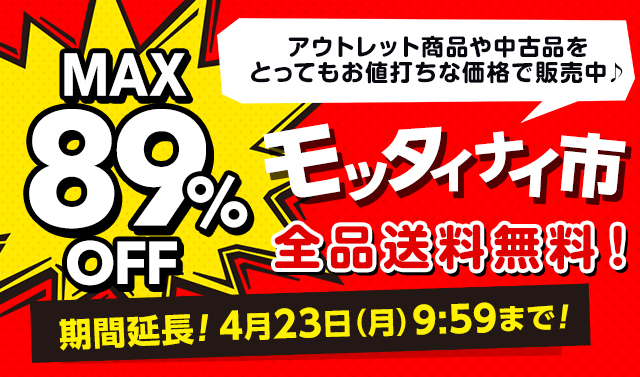 アウトレット商品や中古品を
とってもお値打ちな価格で販売中♪
MAX
89%
OFF
モッタイナイ市
全品送料無料！
期間延長！4月23日（月）9:59まで！